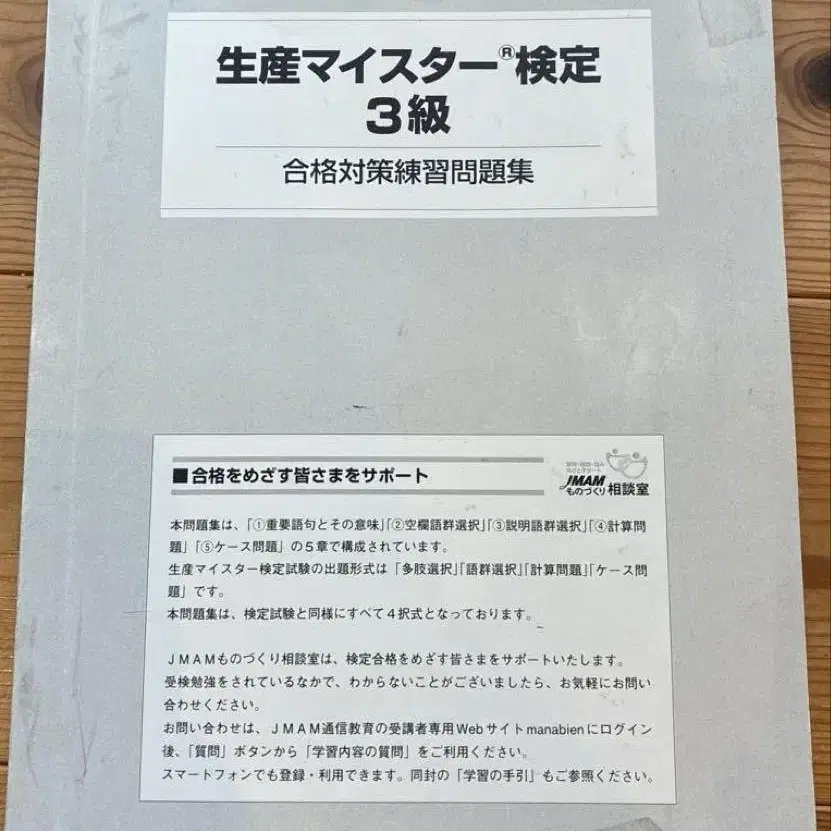 生産マイスター®検定
3級
合格対策練習問題集
■合格をめざす皆さまをサポート
JMAM
ものづくり相談室
本問題集は、「①重要語句とその意味」「②空欄語群選択」「③説明語群選択」「④計算問
題」「⑤ケース問題」の5章で構成されています。
生産マイスター検定試験の出題形式は「多肢選択」「語群選択」「計算問題」「ケース問
題」です。
本問題集は、検定試験と同様にすべて4択式となっております。
JMAMものづくり相談室は、検定合格をめざす皆さまをサポートいたします。
受検勉強をされているなかで、わからないことがございましたら、お気軽にお問い
合わせください。
お問い合わせは、JMAM通信教育の受講者専用Webサイトmanabienにログイン
後、「質問」ボタンから「学習内容の質問」をご利用ください。
スマートフォンでも登録・利用できます。同封の「学習の手引」もご参照ください。